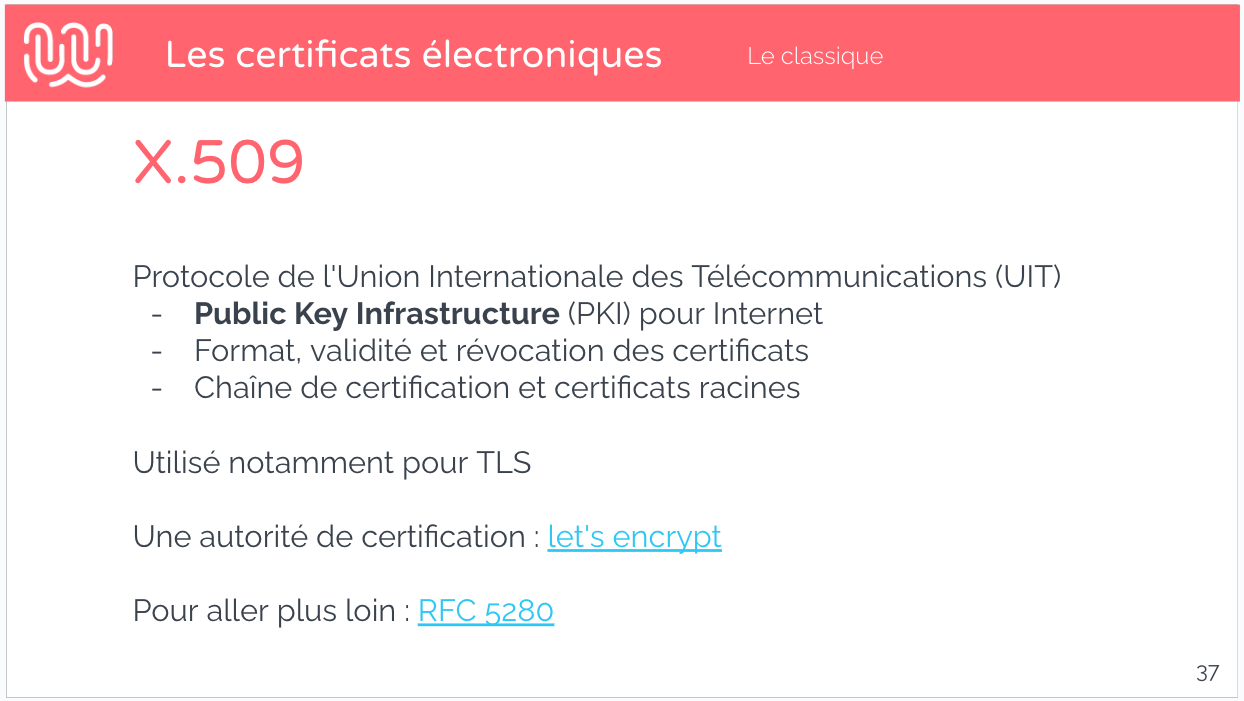 Les certificats électroniques
Le classique
X.509
Protocole de l'Union Internationale des Télécommunications (UIT)
- Public Key Infrastructure (PKI) pour Internet
- Format, validité et révocation des certificats
- Chaîne de certification et certificats racines
Utilisé notamment pour TLS
Une autorité de certification : let's encrypt
Pour aller plus loin : RFC 5280
37